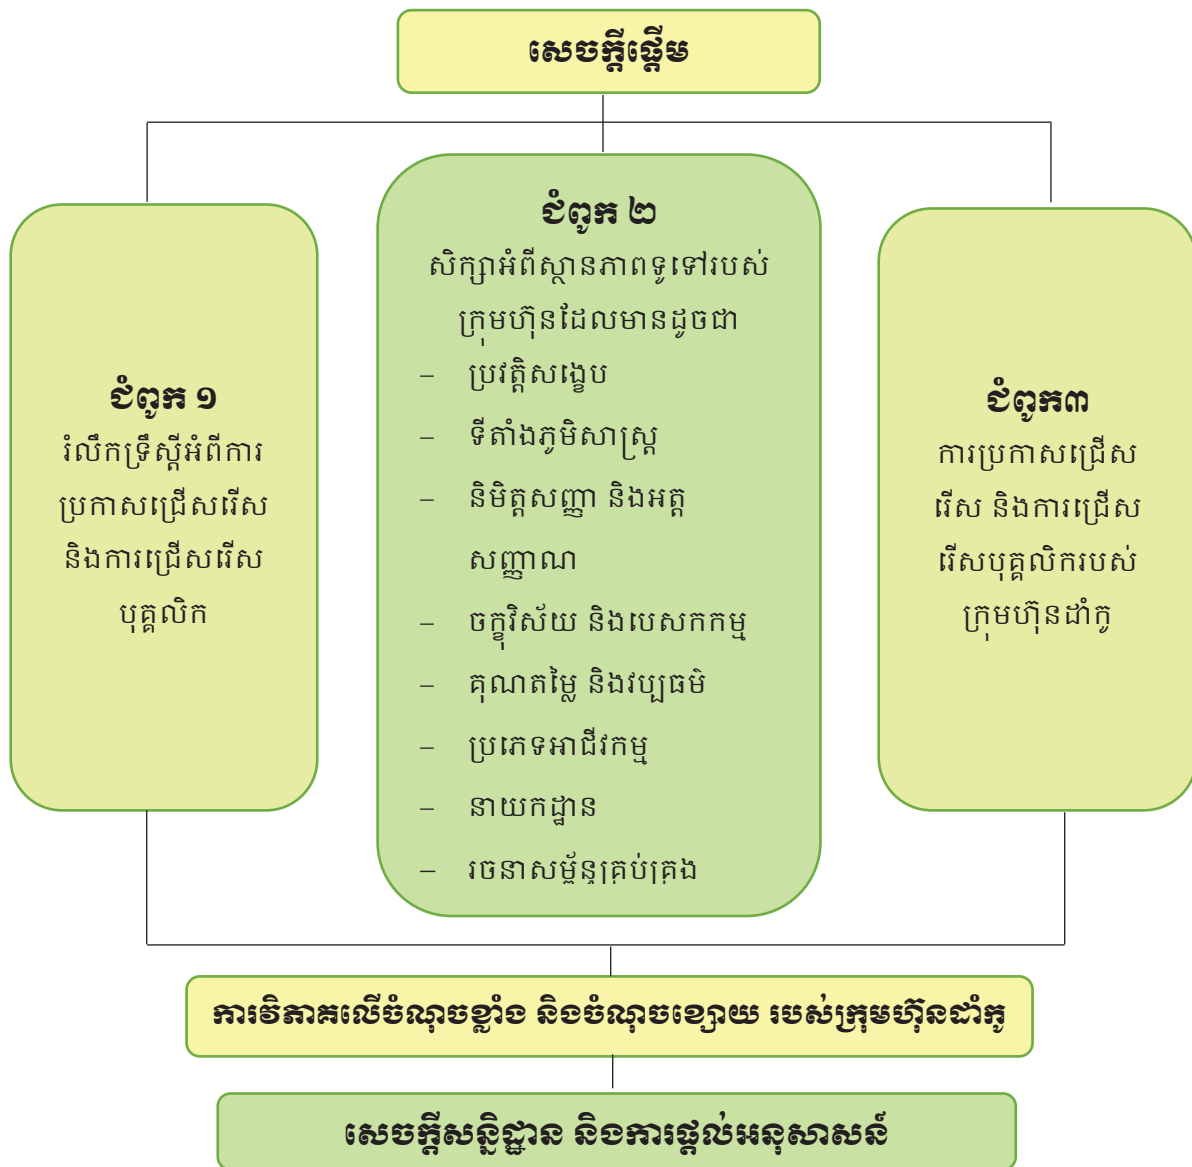 សេចក្តីផ្តើម
ជំពូក ១
រំលឹកទ្រឹស្តីអំពីការ
ប្រកាសជ្រើសរើស
និងការជ្រើសរើស
បុគ្គលិក
ជំពូក ២
សិក្សាអំពីស្ថានភាពទូទៅរបស់
ក្រុមហ៊ុនដែលមានដូចជា
– ប្រវត្តិសង្ខេប
– ទីតាំងភូមិសាស្ត្រ
– និមិត្តសញ្ញា និងអត្ត
សញ្ញាណ
– ចក្ខុវិស័យ និងបេសកកម្ម
– គុណតម្លៃ និងវប្បធម៌
– ប្រភេទអាជីវកម្ម
– នាយកដ្ឋាន
– រចនាសម្ព័ន្ធគ្រប់គ្រង
ជំពូក៣
ការប្រកាសជ្រើស
រើស និងការជ្រើស
រើសបុគ្គលិករបស់
ក្រុមហ៊ុនដាំកូ
ការវិភាគលើចំណុចខ្លាំង និងចំណុចខ្សោយ របស់ក្រុមហ៊ុនដាំកូ
សេចក្តីសន្និដ្ឋាន និងការផ្តល់អនុសាសន៍